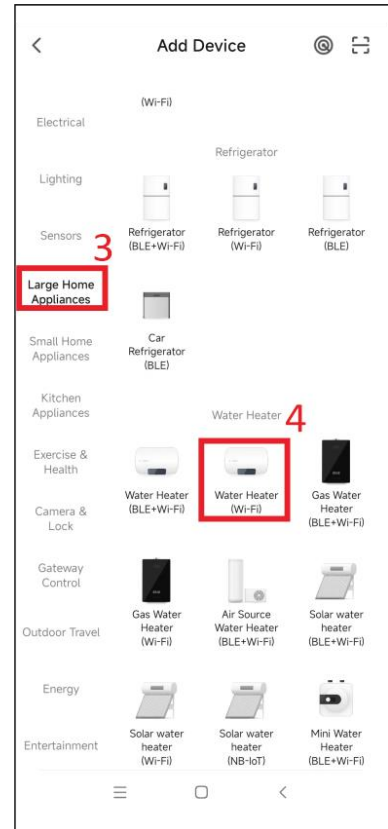 Add Device
Electrical
Lighting
Sensors
3
Large Home
Appliances
Small Home
Appliances
Kitchen
Appliances
Exercise &
Health
Camera &
Lock
Gateway
Control
Outdoor Travel
Energy
Entertainment
(Wi-Fi)
Refrigerator
Refrigerator
(BLE+Wi-Fi)
Refrigerator
(Wi-Fi)
Refrigerator
(BLE)
Car
Refrigerator
(BLE)
Water Heater
4
Water Heater
(BLE+Wi-Fi)
Water Heater
(Wi-Fi)
Gas Water
Heater
(BLE+Wi-Fi)
Gas Water
Heater
(Wi-Fi)
Air Source
Water Heater
(BLE+Wi-Fi)
Solar water
heater
(BLE+Wi-Fi)
Solar water
heater
(Wi-Fi)
Solar water
heater
(NB-IoT)
Mini Water
Heater
(BLE+Wi-Fi)